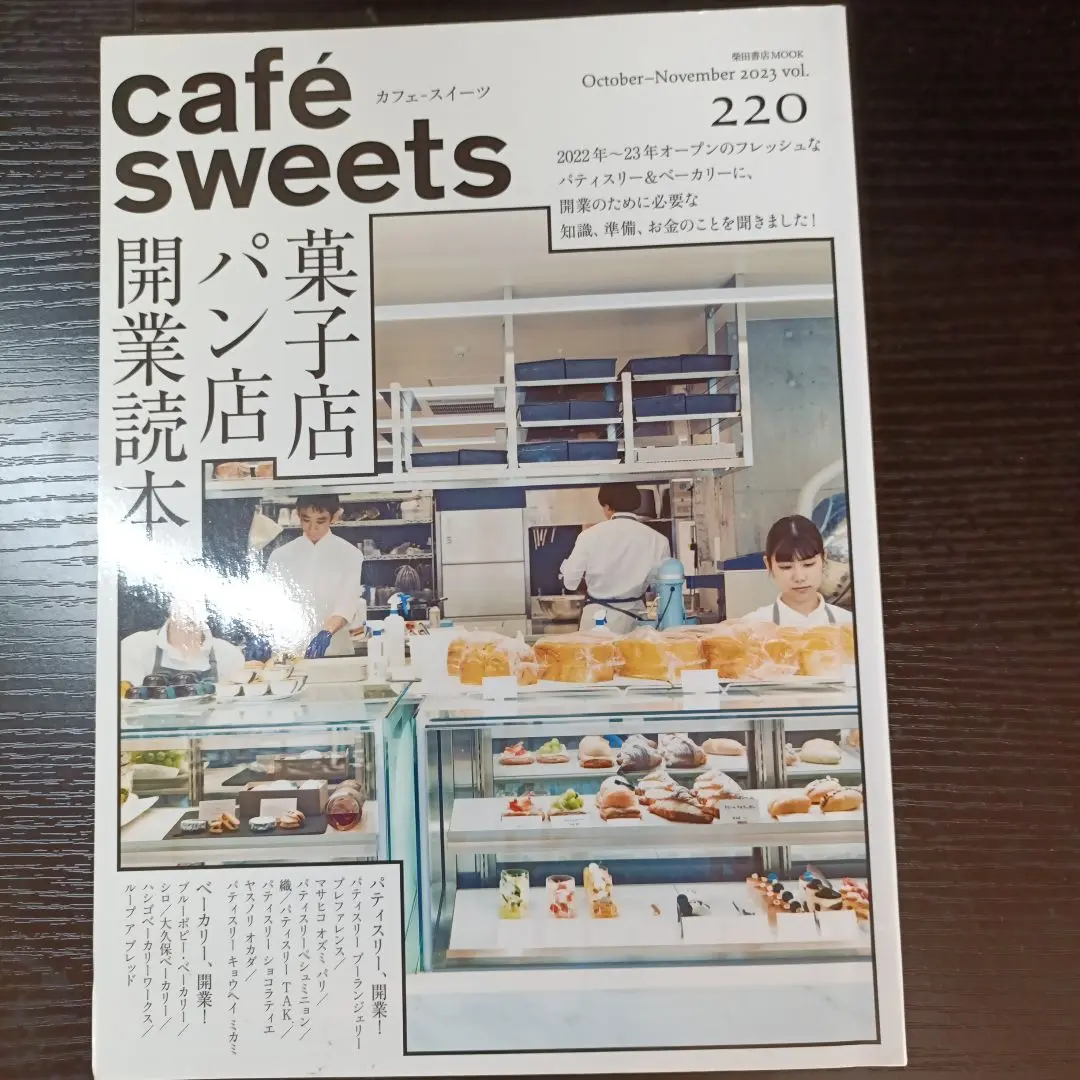 café
sweets
カフェ-スイーツ
柴田書店MOOK
October–November 2023 vol.
220
2022年〜23年オープンのフレッシュな
パティスリー&ベーカリーに、
開業のために必要な
知識、準備、お金のことを聞きました!
菓子店
パン店
開業読本
パティスリー、開業!
パティスリー ブーランジェリー
プレファレンス/
マサヒコ オズミ パリ/
パティスリーペシュミニョン/
織/パティスリー TAK./
パティスリー ショコラティエ
ヤスノリ オカダ/
パティスリー キョウヘイ ミカミ
ベーカリー、開業!
ブルーポピー・ベーカリー/
シロ/大久保ベーカリー/
ハシゴベーカリーワークス/
ループ ア ブレッド